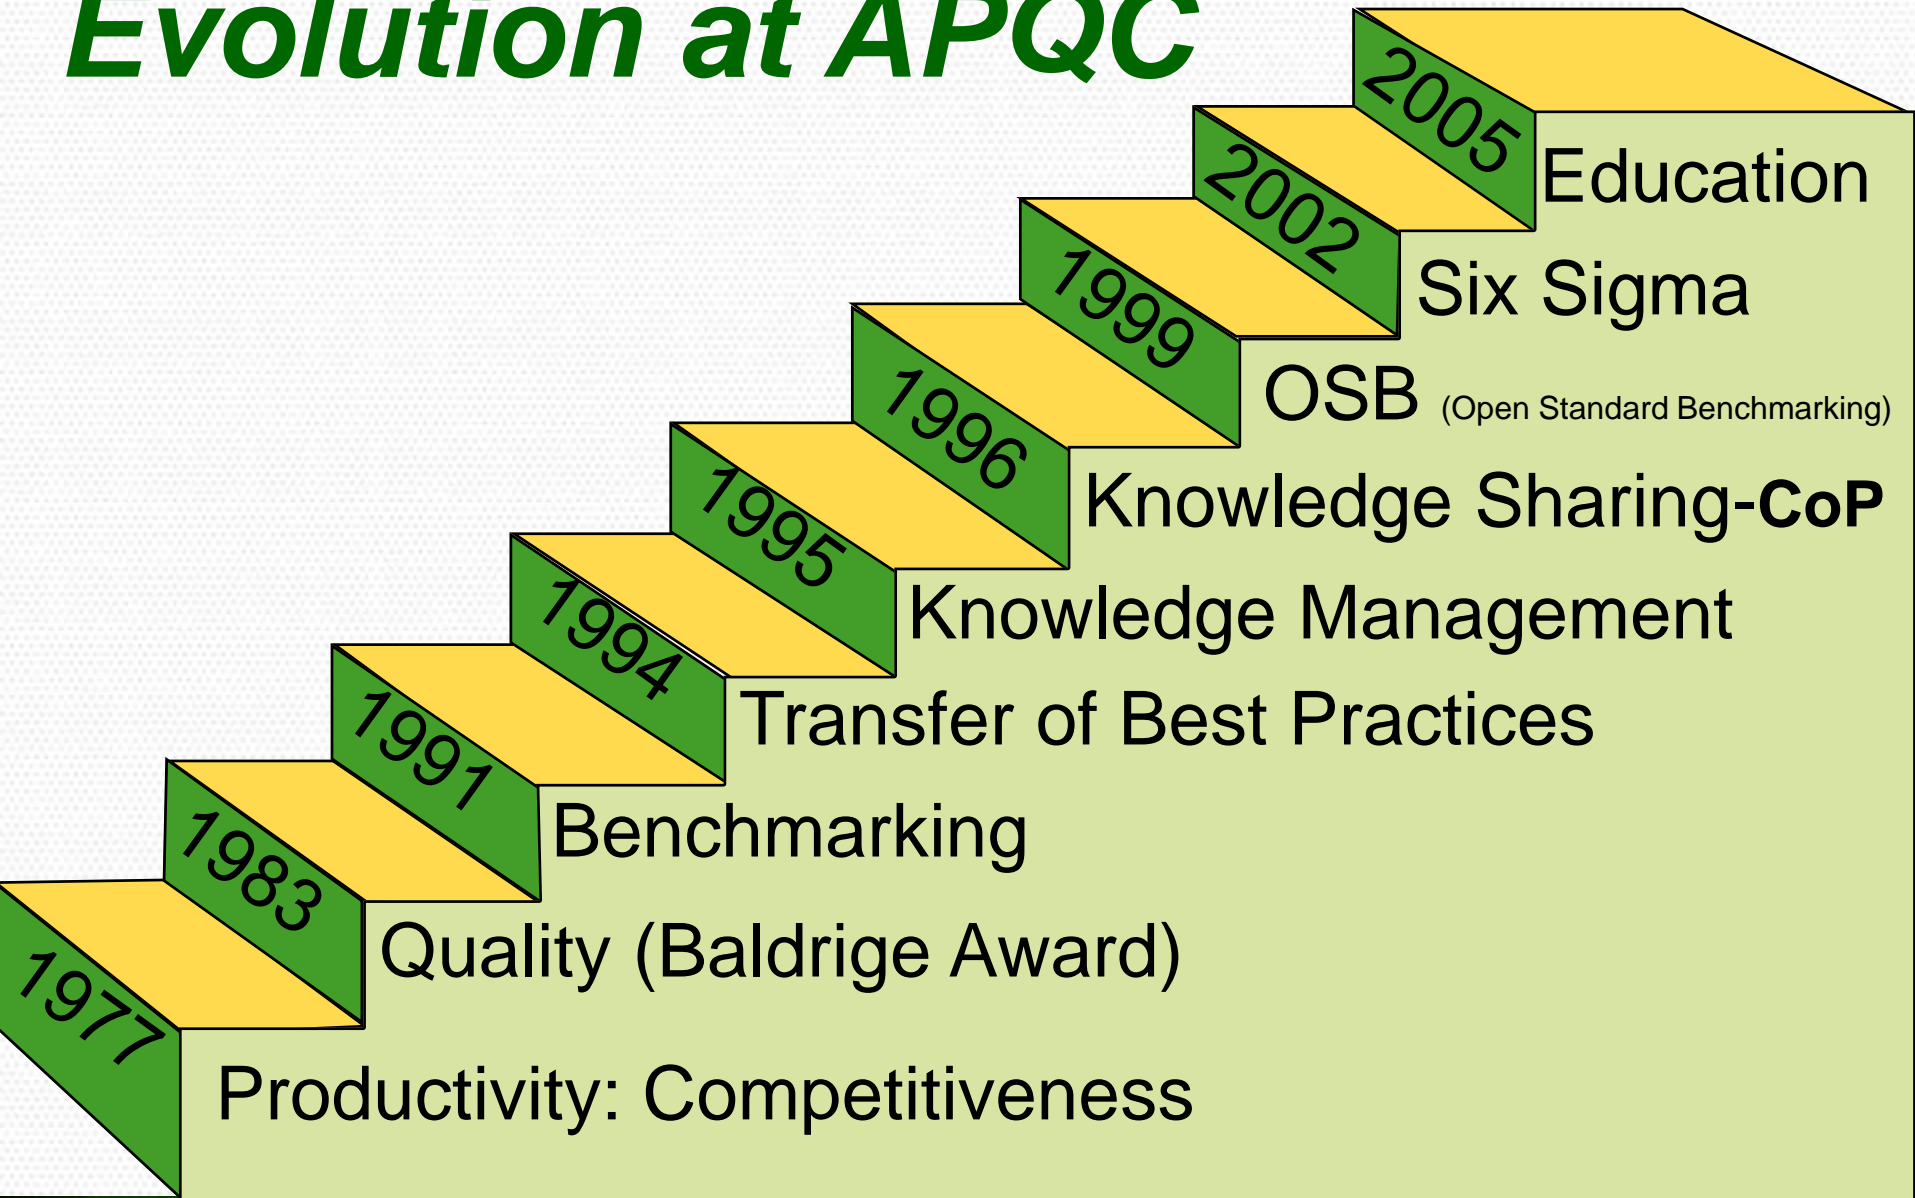 Evolution at APQC
2005
Education
2002
Six Sigma
1999
OSB (Open Standard Benchmarking)
1996
Knowledge Sharing-CoP
1995
Knowledge Management
1994
Transfer of Best Practices
1991
Benchmarking
1983
Quality (Baldrige Award)
1977
Productivity: Competitiveness